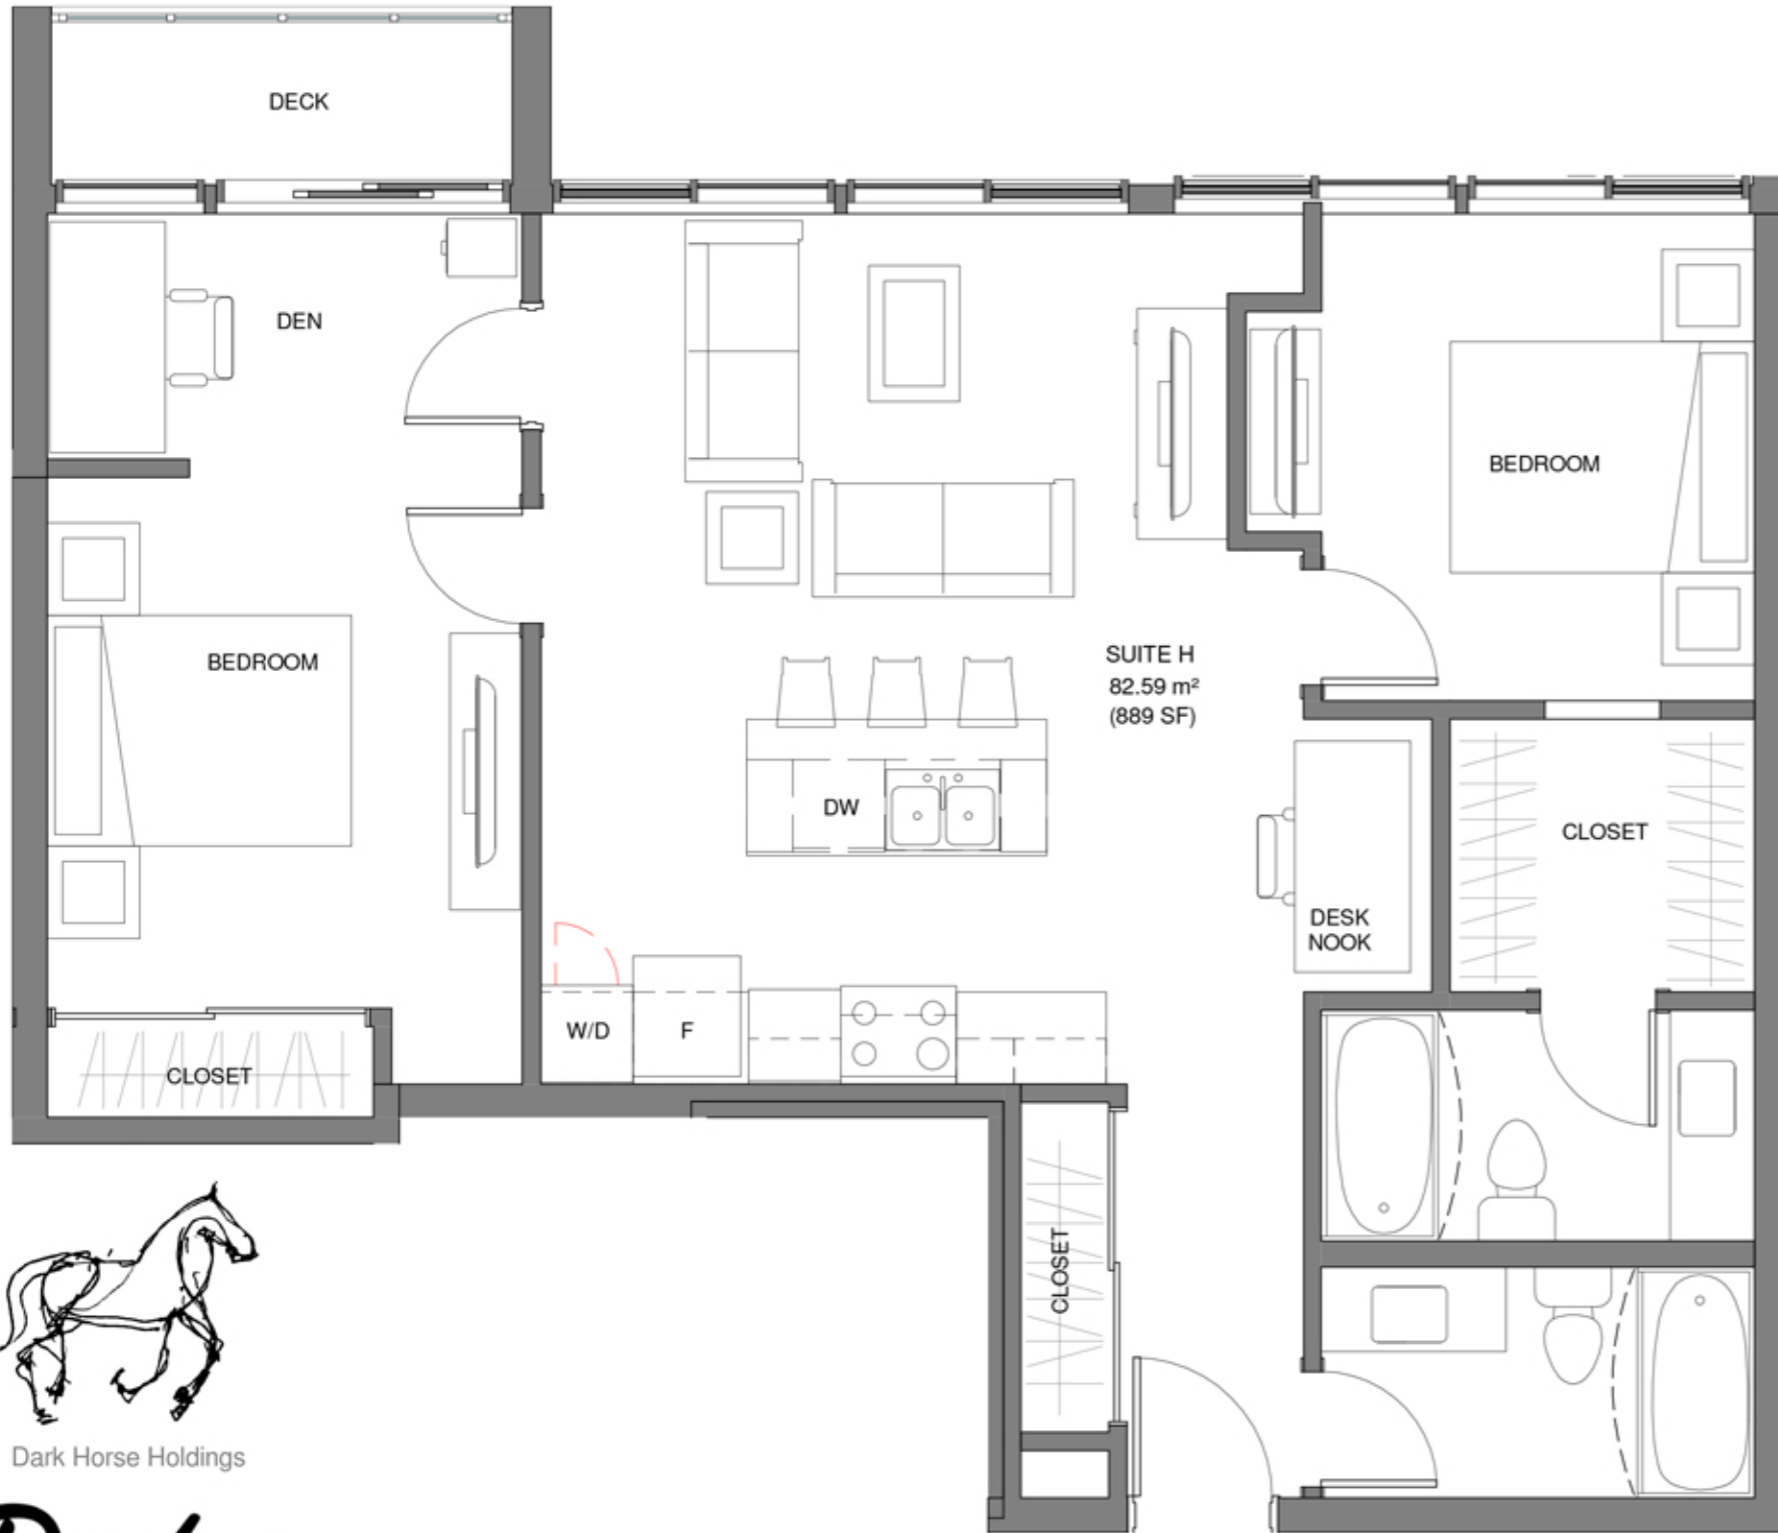 DECK
DEN
BEDROOM
BEDROOM
SUITE H
82.59 m²
(889 SF)
DW
CLOSET
DESK
NOOK
W/D
F
CLOSET
CLOSET
Dark Horse Holdings